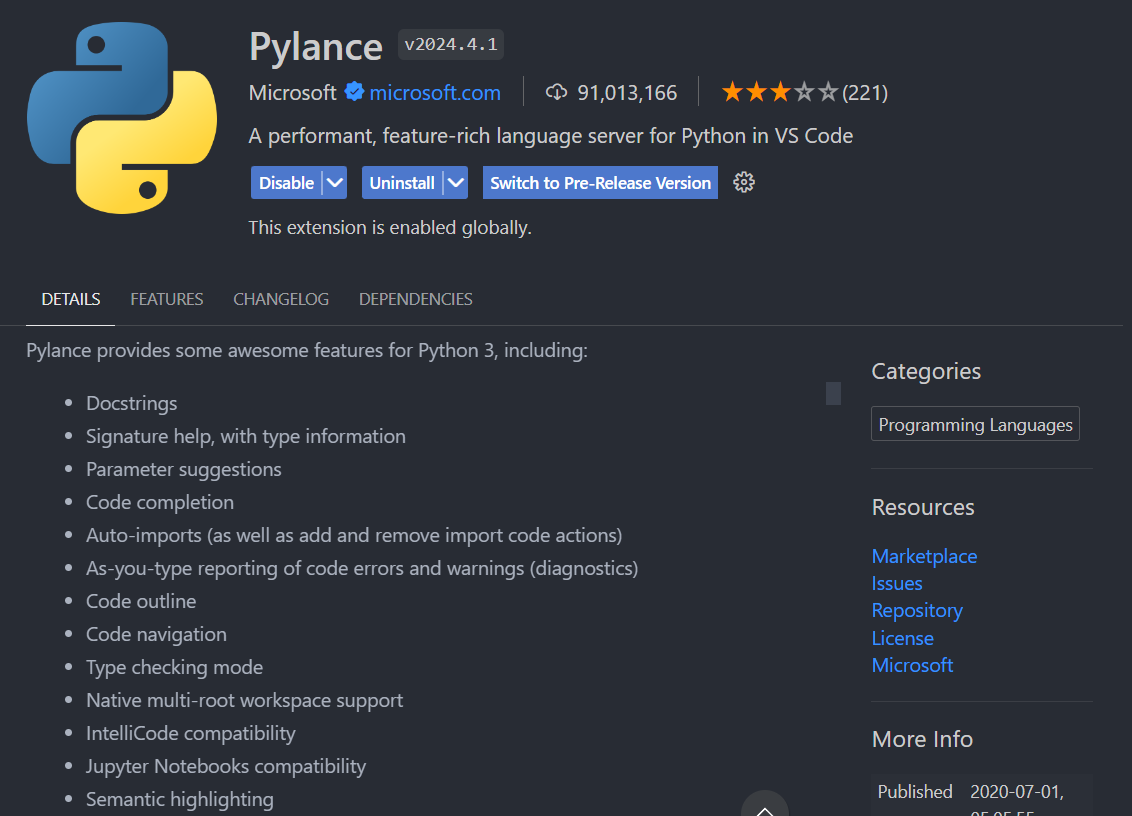 Pylance v2024.4.1
Microsoft microsoft.com 91,013,166 (221)
A performant, feature-rich language server for Python in VS Code
Disable Uninstall Switch to Pre-Release Version
This extension is enabled globally.
DETAILS FEATURES CHANGELOG DEPENDENCIES
Pylance provides some awesome features for Python 3, including:
• Docstrings
• Signature help, with type information
• Parameter suggestions
• Code completion
• Auto-imports (as well as add and remove import code actions)
• As-you-type reporting of code errors and warnings (diagnostics)
• Code outline
• Code navigation
• Type checking mode
• Native multi-root workspace support
• IntelliCode compatibility
• Jupyter Notebooks compatibility
• Semantic highlighting
Categories
Programming Languages
Resources
Marketplace
Issues
Repository
License
Microsoft
More Info
Published 2020-07-01,